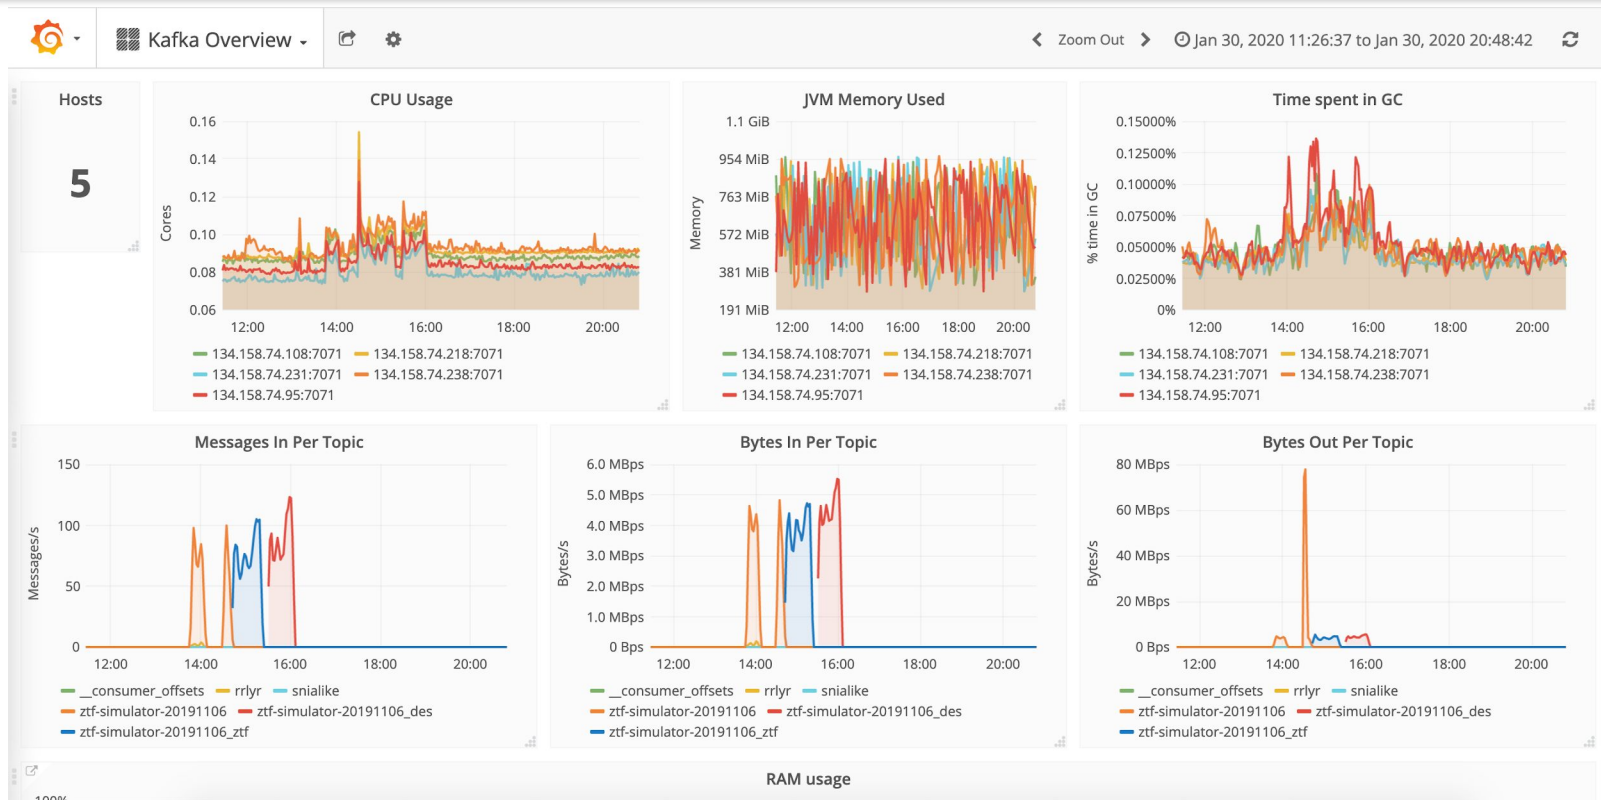 Kafka Overview
Zoom Out
Jan 30, 2020 11:26:37 to Jan 30, 2020 20:48:42
Hosts
5
CPU Usage
Cores
0.16
0.14
0.12
0.10
0.08
0.06
12:00 14:00 16:00 18:00 20:00
134.158.74.108:7071 134.158.74.218:7071
134.158.74.231:7071 134.158.74.238:7071
134.158.74.95:7071
JVM Memory Used
Memory
1.1 GiB
954 MiB
763 MiB
572 MiB
381 MiB
191 MiB
12:00 14:00 16:00 18:00 20:00
134.158.74.108:7071 134.158.74.218:7071
134.158.74.231:7071 134.158.74.238:7071
134.158.74.95:7071
Time spent in GC
% time in GC
0.15000%
0.12500%
0.10000%
0.07500%
0.05000%
0.02500%
0%
12:00 14:00 16:00 18:00 20:00
134.158.74.108:7071 134.158.74.218:7071
134.158.74.231:7071 134.158.74.238:7071
134.158.74.95:7071
Messages In Per Topic
Messages/s
150
100
50
0
12:00 14:00 16:00 18:00 20:00
__consumer_offsets rrlyr snialike
ztf-simulator-20191106 ztf-simulator-20191106_des
ztf-simulator-20191106_ztf
Bytes In Per Topic
Bytes/s
6.0 MBps
5.0 MBps
4.0 MBps
3.0 MBps
2.0 MBps
1.0 MBps
0 Bps
12:00 14:00 16:00 18:00 20:00
__consumer_offsets rrlyr snialike
ztf-simulator-20191106 ztf-simulator-20191106_des
ztf-simulator-20191106_ztf
Bytes Out Per Topic
Bytes/s
80 MBps
60 MBps
40 MBps
20 MBps
0 Bps
12:00 14:00 16:00 18:00 20:00
__consumer_offsets rrlyr snialike
ztf-simulator-20191106 ztf-simulator-20191106_des
ztf-simulator-20191106_ztf
RAM usage
100%